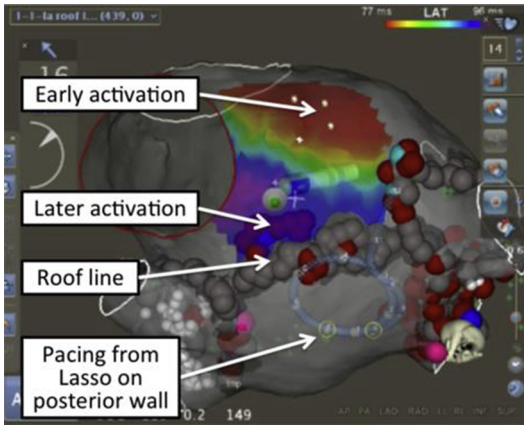 1-1-la roof l... (439, 0)
77 ms LAT 96 ms
14
16
Early activation
Later activation
Roof line
Pacing from
Lasso on
posterior wall
0.2 149
AP PA LAO RAO LL RL INF SUP